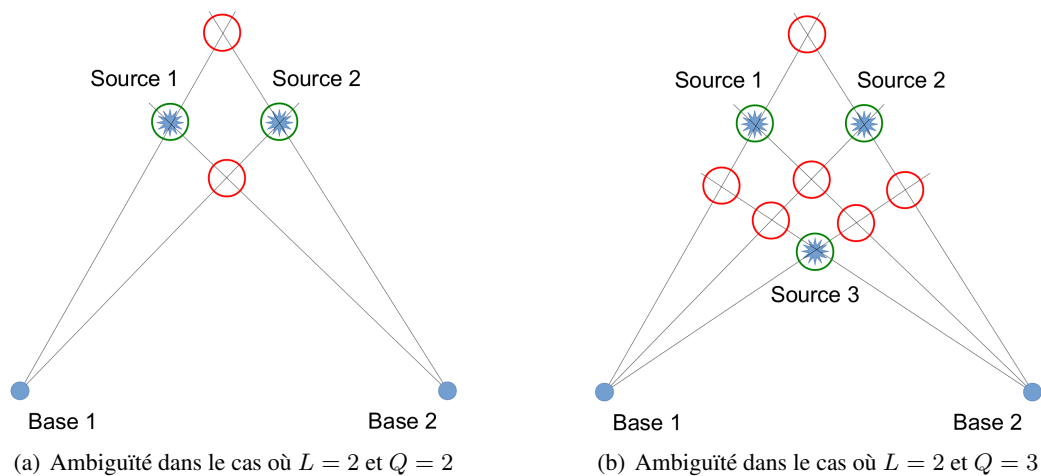 Source 1
Source 2
Base 1
Base 2
(a) Ambiguïté dans le cas où L = 2 et Q = 2
Source 1
Source 2
Source 3
Base 1
Base 2
(b) Ambiguïté dans le cas où L = 2 et Q = 3